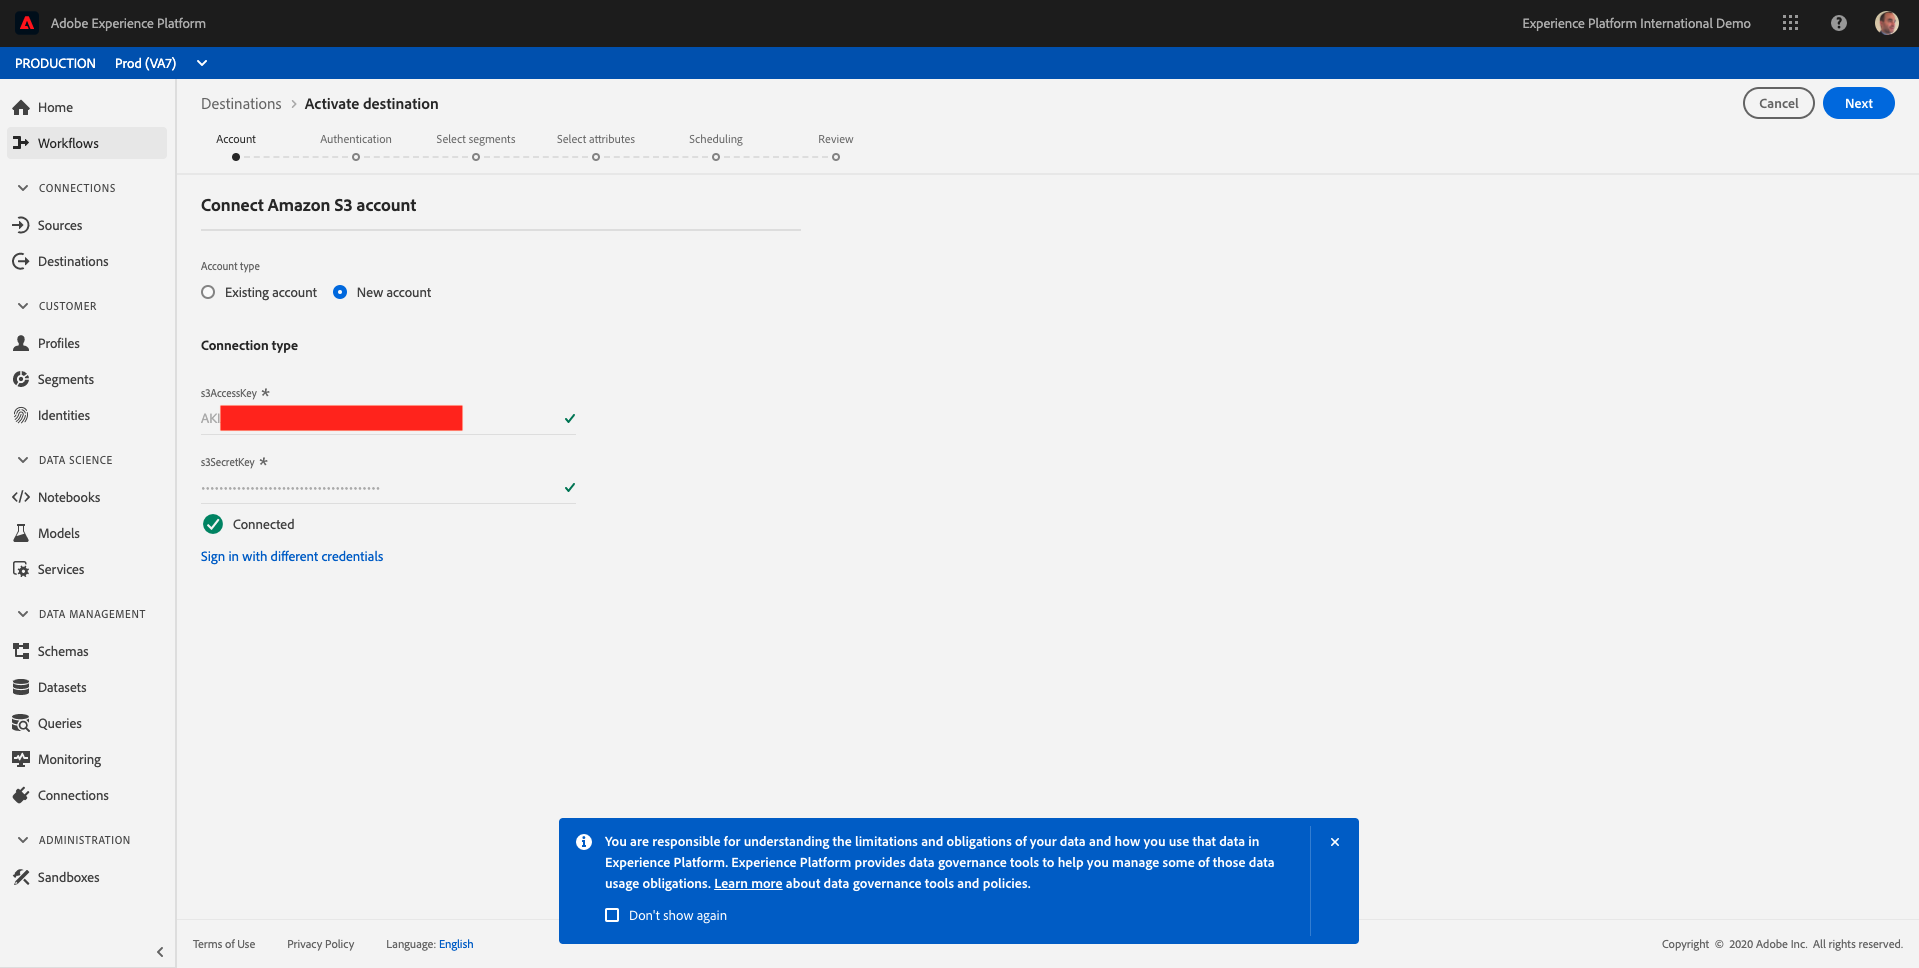 Adobe Experience Platform
Experience Platform International Demo
PRODUCTION Prod (VA7)
Home
Workflows
CONNECTIONS
Sources
Destinations
CUSTOMER
Profiles
Segments
Identities
DATA SCIENCE
Notebooks
Models
Services
DATA MANAGEMENT
Schemas
Datasets
Queries
Monitoring
Connections
ADMINISTRATION
Sandboxes
Destinations > Activate destination
Cancel
Next
Account Authentication Select segments Select attributes Scheduling Review
Connect Amazon S3 account
Account type
Existing account New account
Connection type
s3AccessKey *
AKI
s3SecretKey *
••••••••••••••••••••••••••••••••••••••••
Connected
Sign in with different credentials
You are responsible for understanding the limitations and obligations of your data and how you use that data in
Experience Platform. Experience Platform provides data governance tools to help you manage some of those data
usage obligations. Learn more about data governance tools and policies.
Don't show again
Terms of Use Privacy Policy Language: English
Copyright © 2020 Adobe Inc. All rights reserved.